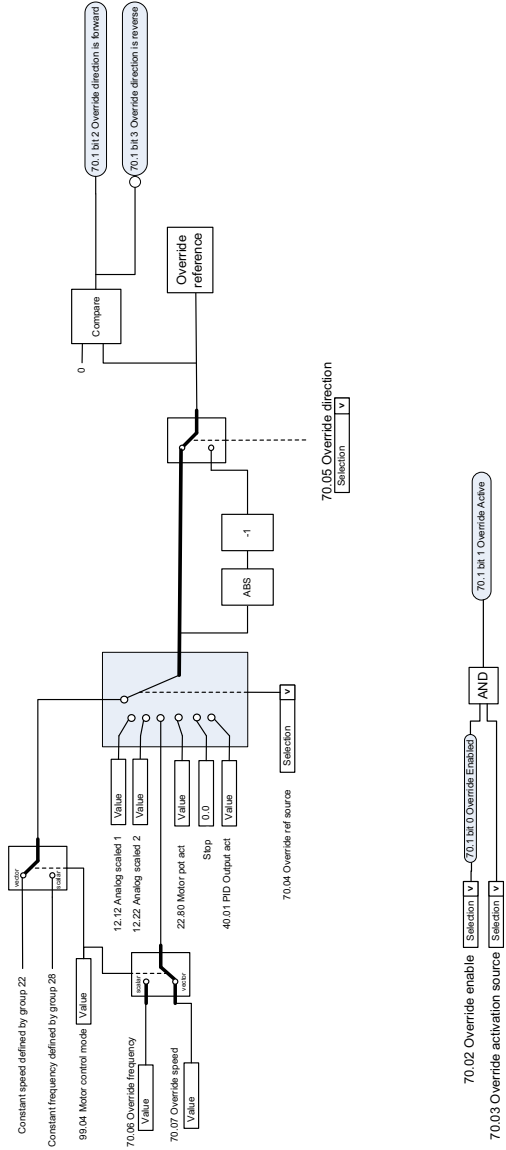 Constant speed defined by group 22
Constant frequency defined by group 28
99.04 Motor control mode
Value
vector
scalar
70.06 Override frequency
Value
70.07 Override speed
Value
scalar
vector
12.12 Analog scaled 1
Value
12.22 Analog scaled 2
Value
22.80 Motor pot act
Value
Stop
0.0
40.01 PID Output act
Value
70.04 Override ref source
Selection
v
ABS
-1
70.05 Override direction
Selection
v
0
Compare
Override
reference
70.1 bit 2 Override direction is forward
70.1 bit 3 Override direction is reverse
70.02 Override enable
Selection
v
70.1 bit 0 Override Enabled
70.03 Override activation source
Selection
v
AND
70.1 bit 1 Override Active